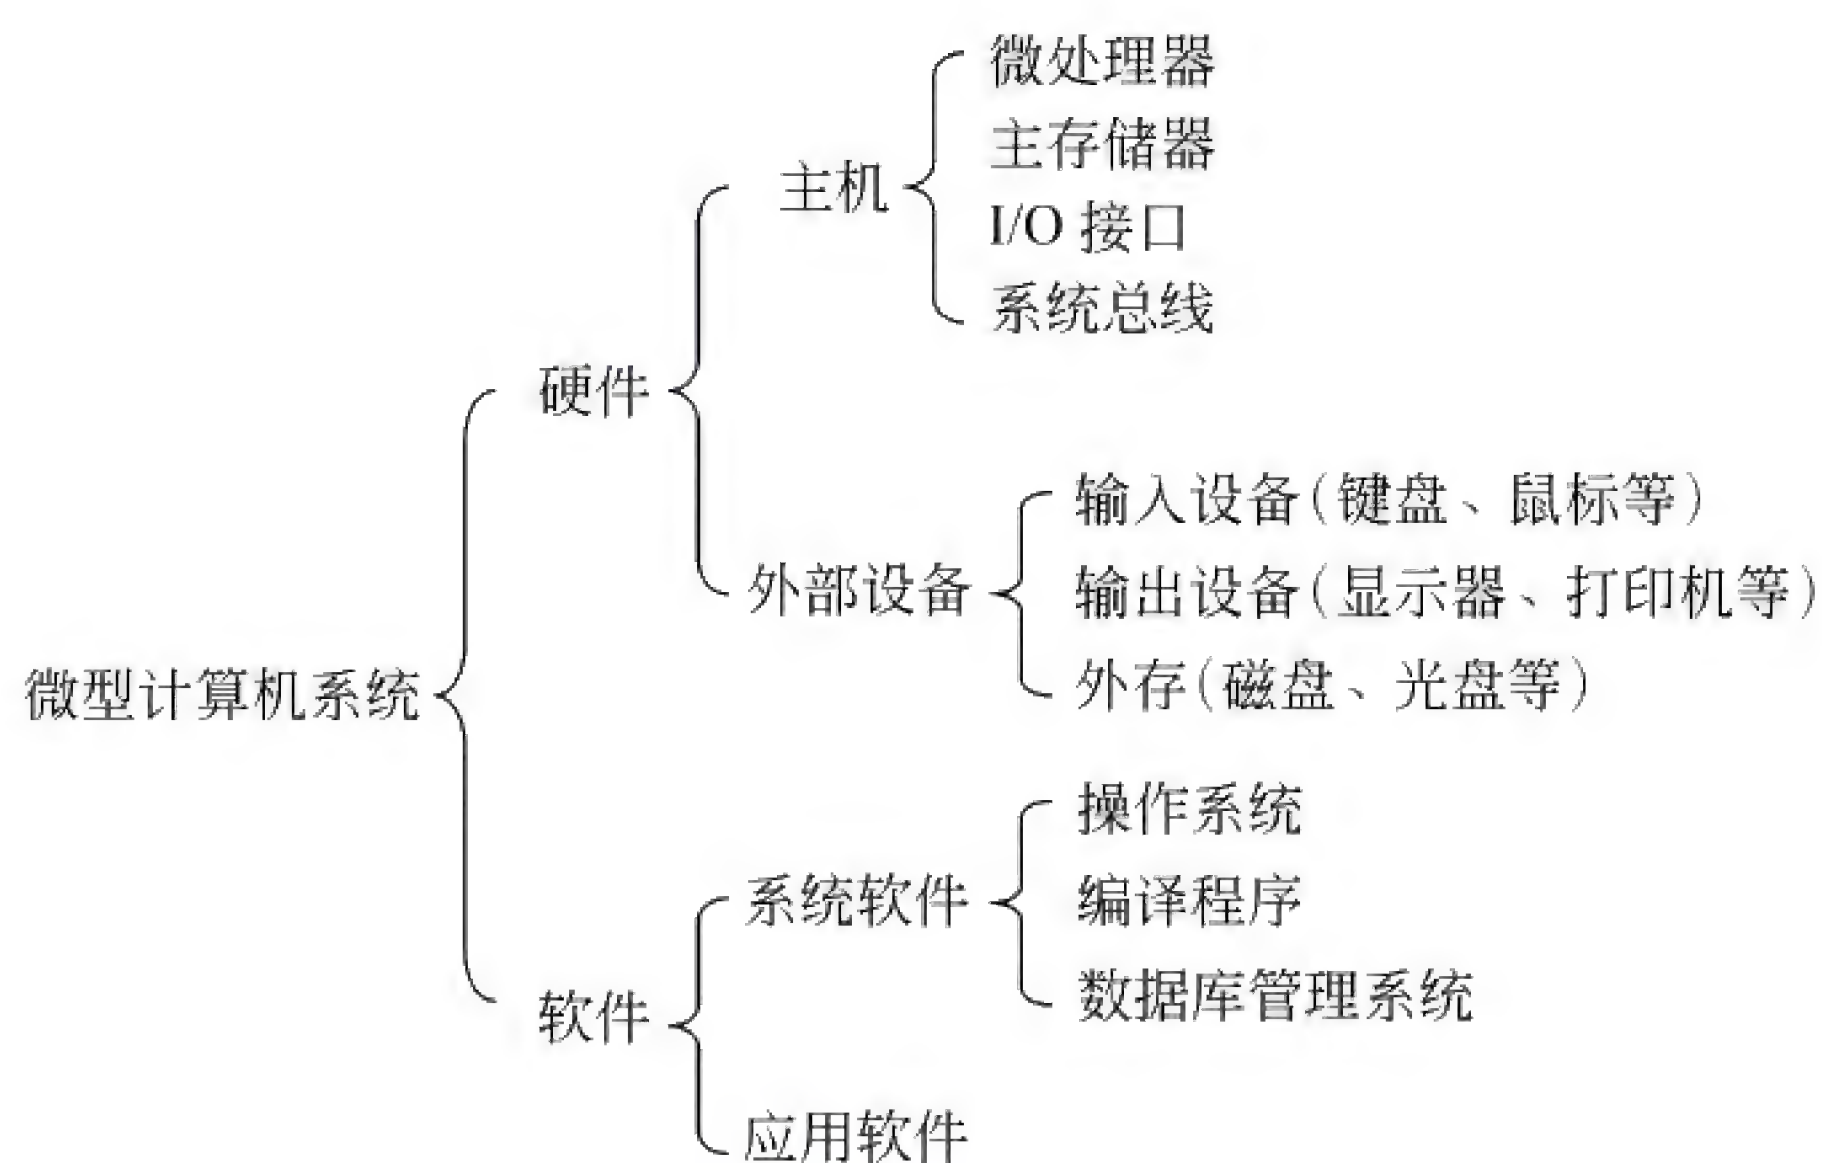 微型计算机系统
硬件
主机
微处理器
主存储器
I/O 接口
系统总线
外部设备
输入设备(键盘、鼠标等)
输出设备(显示器、打印机等)
外存(磁盘、光盘等)
软件
系统软件
操作系统
编译程序
数据库管理系统
应用软件